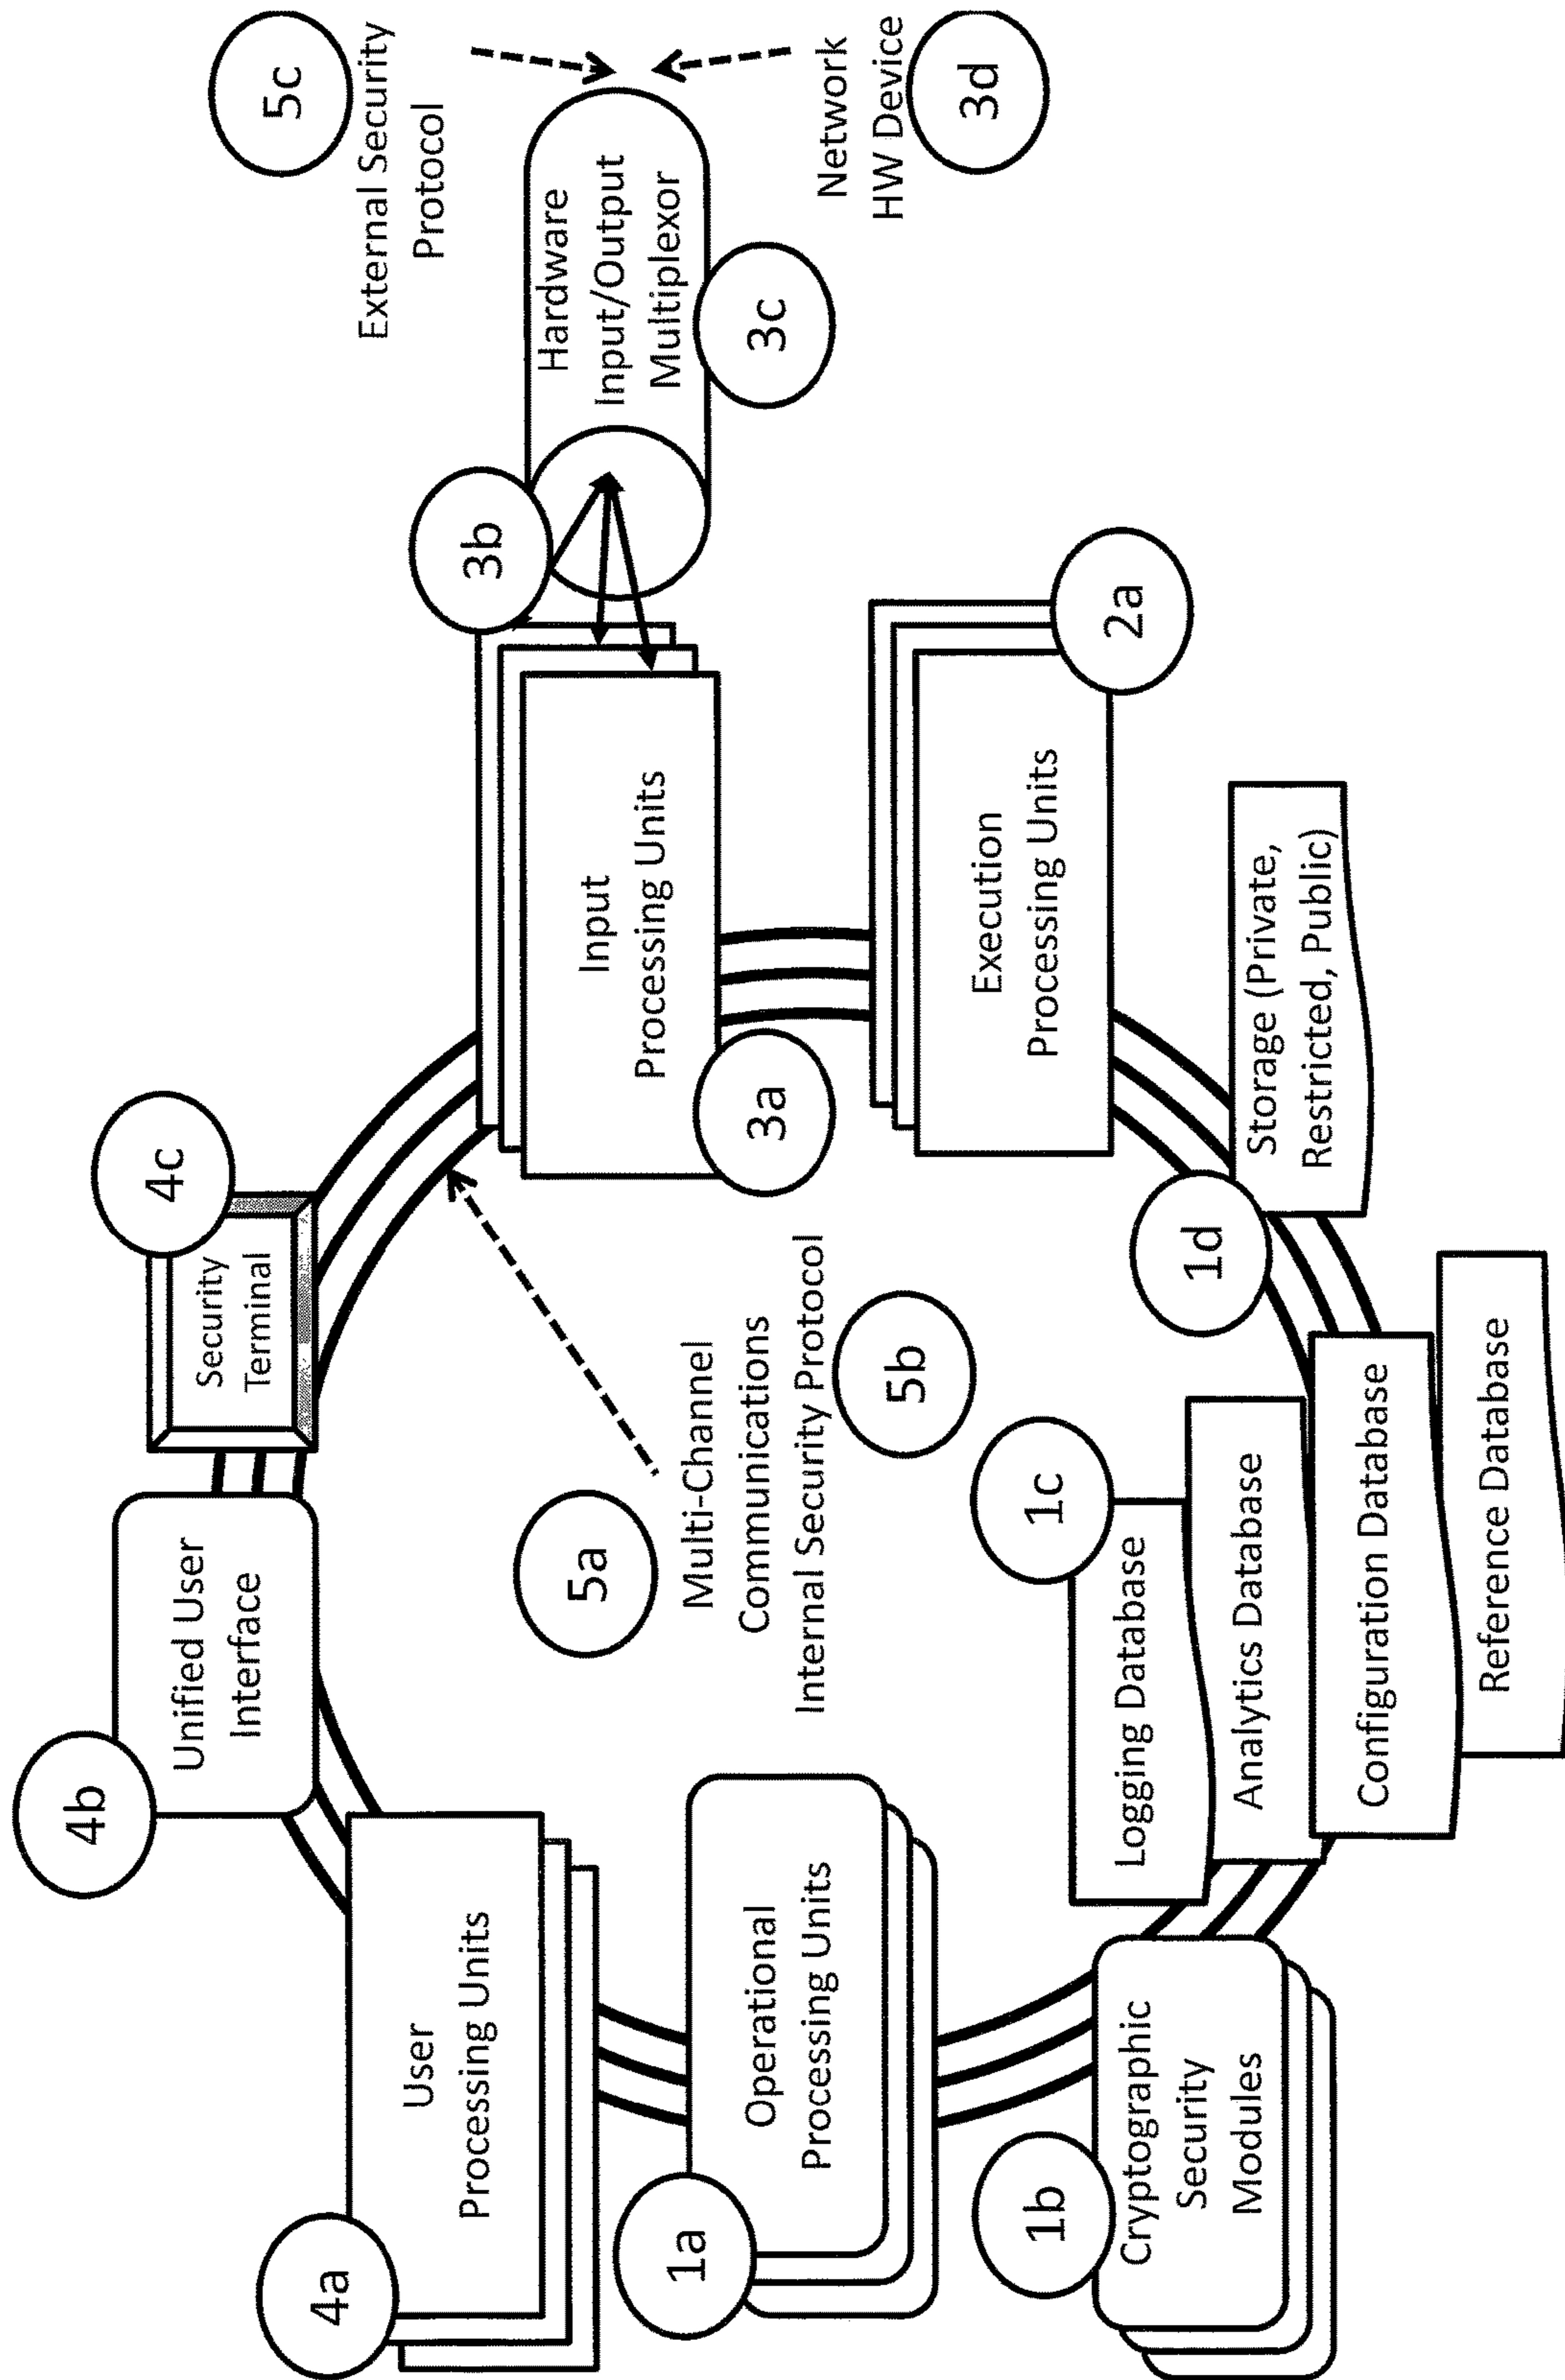 4a
User
Processing Units
4b
Unified User
Interface
4c
Security
Terminal
1a
Operational
Processing Units
5a
Multi-Channel
Communications
Internal Security Protocol
5b
3a
Input
Processing Units
3b
Hardware
Input/Output
Multiplexor
3c
5c
External Security
Protocol
Network
HW Device
3d
1b
Cryptographic
Security
Modules
1c
Logging Database
Analytics Database
Configuration Database
Reference Database
1d
Storage (Private,
Restricted, Public)
Execution
Processing Units
2a